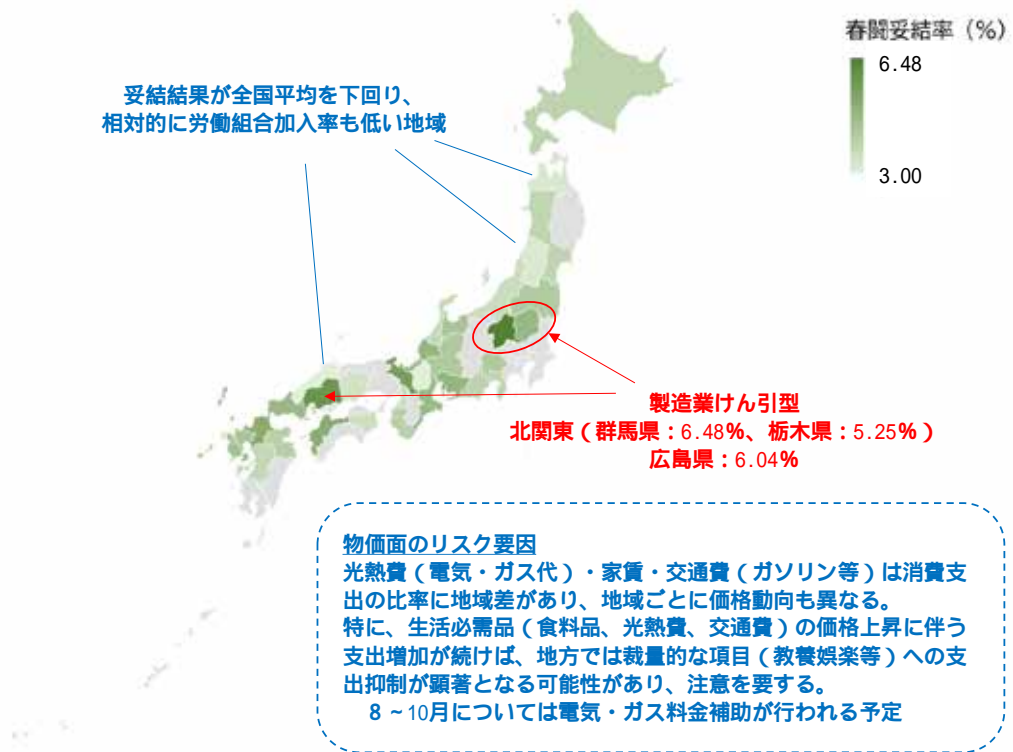 春闘妥結率（%）
6.48
3.00
妥結結果が全国平均を下回り、
相対的に労働組合加入率も低い地域
製造業けん引型
北関東（群馬県：6.48%、栃木県：5.25%）
広島県：6.04%
物価面のリスク要因
光熱費（電気・ガス代）・家賃・交通費（ガソリン等）は消費支
出の比率に地域差があり、地域ごとに価格動向も異なる。
特に、生活必需品（食料品、光熱費、交通費）の価格上昇に伴う
支出増加が続けば、地方では裁量的な項目（教養娯楽等）への支
出抑制が顕著となる可能性があり、注意を要する。
8～10月については電気・ガス料金補助が行われる予定